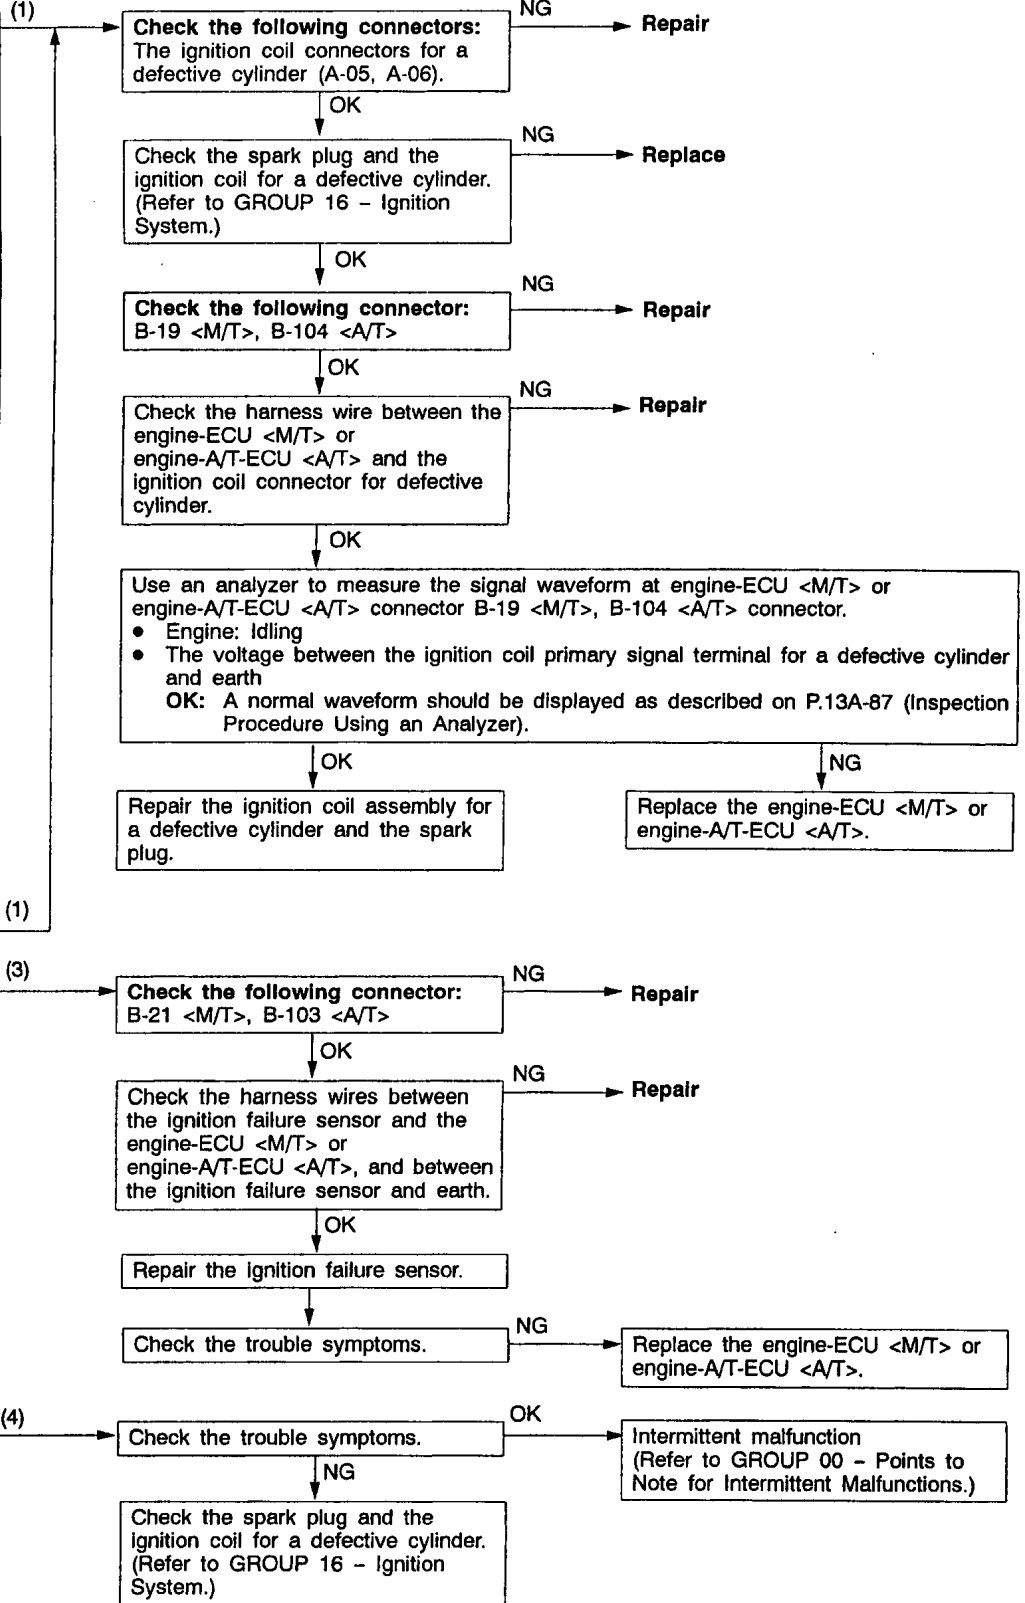 (1)
Check the following connectors:
The ignition coil connectors for a
defective cylinder (A-05, A-06).
NG
Repair
OK
Check the spark plug and the
ignition coil for a defective cylinder.
(Refer to GROUP 16 – Ignition
System.)
NG
Replace
OK
Check the following connector:
B-19 <M/T>, B-104 <A/T>
NG
Repair
OK
Check the harness wire between the
engine-ECU <M/T> or
engine-A/T-ECU <A/T> and the
ignition coil connector for defective
cylinder.
NG
Repair
OK
Use an analyzer to measure the signal waveform at engine-ECU <M/T> or
engine-A/T-ECU <A/T> connector B-19 <M/T>, B-104 <A/T> connector.
● Engine: Idling
● The voltage between the ignition coil primary signal terminal for a defective cylinder
and earth
OK: A normal waveform should be displayed as described on P.13A-87 (Inspection
Procedure Using an Analyzer).
OK
Repair the ignition coil assembly for
a defective cylinder and the spark
plug.
NG
Replace the engine-ECU <M/T> or
engine-A/T-ECU <A/T>.
(1)
(3)
Check the following connector:
B-21 <M/T>, B-103 <A/T>
NG
Repair
OK
Check the harness wires between
the ignition failure sensor and the
engine-ECU <M/T> or
engine-A/T-ECU <A/T>, and between
the ignition failure sensor and earth.
NG
Repair
OK
Repair the ignition failure sensor.
Check the trouble symptoms.
NG
Replace the engine-ECU <M/T> or
engine-A/T-ECU <A/T>.
(4)
Check the trouble symptoms.
OK
Intermittent malfunction
(Refer to GROUP 00 – Points to
Note for Intermittent Malfunctions.)
NG
Check the spark plug and the
ignition coil for a defective cylinder.
(Refer to GROUP 16 – Ignition
System.)